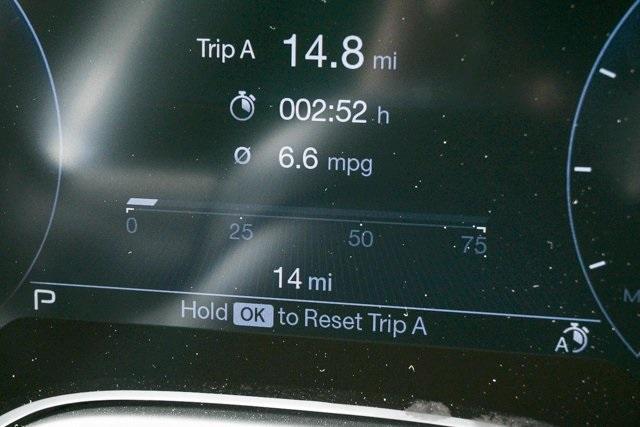 Trip A 14.8 mi
002:52 h
Ø 6.6 mpg
0 25 50 75
14 mi
P
Hold OK to Reset Trip A
A
M